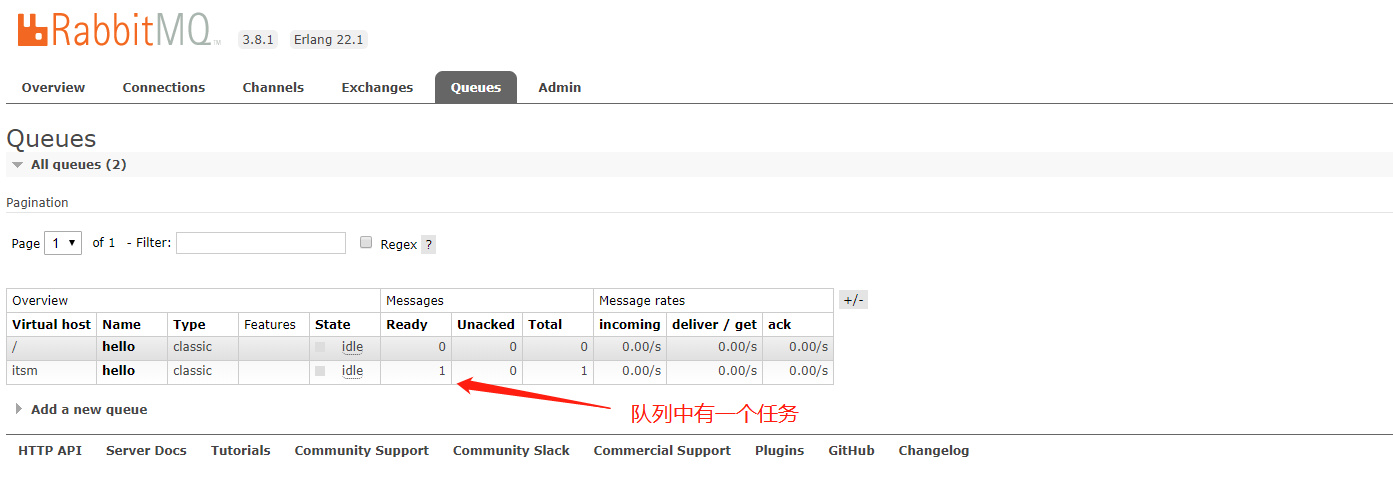 RabbitMQ TM 3.8.1 Erlang 22.1
Overview Connections Channels Exchanges Queues Admin
Queues
All queues (2)
Pagination
Page 1 of 1 - Filter: Regex ?
Overview Messages Message rates +/-
Virtual host Name Type Features State Ready Unacked Total incoming deliver / get ack
/ hello classic idle 0 0 0 0.00/s 0.00/s 0.00/s
itsm hello classic idle 1 0 1 0.00/s 0.00/s 0.00/s
队列中有一个任务
Add a new queue
HTTP API Server Docs Tutorials Community Support Community Slack Commercial Support Plugins GitHub Changelog